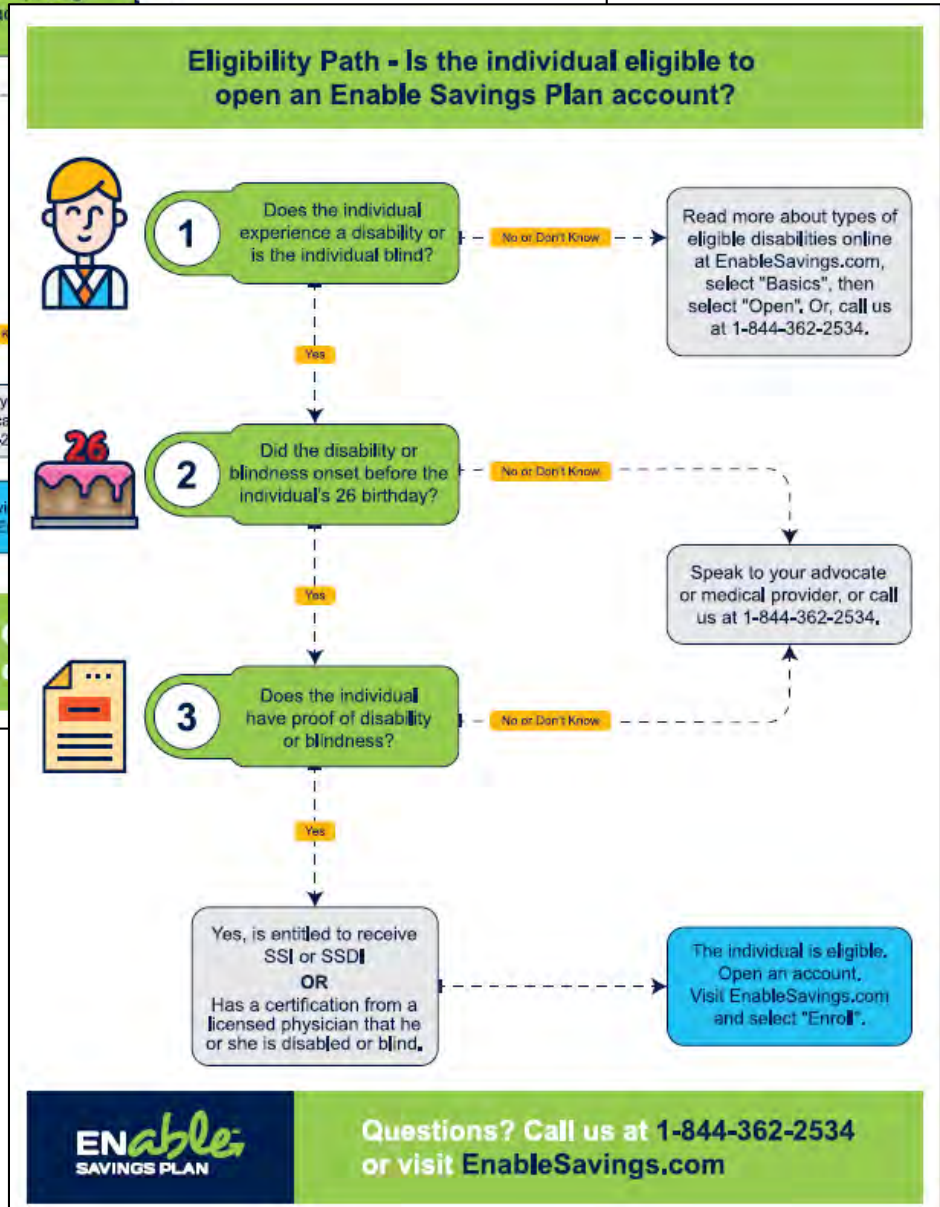 Eligibility Path - Is the individual eligible to
open an Enable Savings Plan account?
1
Does the individual
experience a disability or
is the individual blind?
No or Don't Know
Read more about types of
eligible disabilities online
at EnableSavings.com,
select "Basics", then
select "Open". Or, call us
at 1-844-362-2534.
Yes
26
2
Did the disability or
blindness onset before the
individual's 26 birthday?
No or Don't Know
Speak to your advocate
or medical provider, or call
us at 1-844-362-2534.
Yes
3
Does the individual
have proof of disability
or blindness?
No or Don't Know
Yes
Yes, is entitled to receive
SSI or SSDI
OR
Has a certification from a
licensed physician that he
or she is disabled or blind.
The individual is eligible.
Open an account.
Visit EnableSavings.com
and select "Enroll".
ENable
SAVINGS PLAN
Questions? Call us at 1-844-362-2534
or visit EnableSavings.com